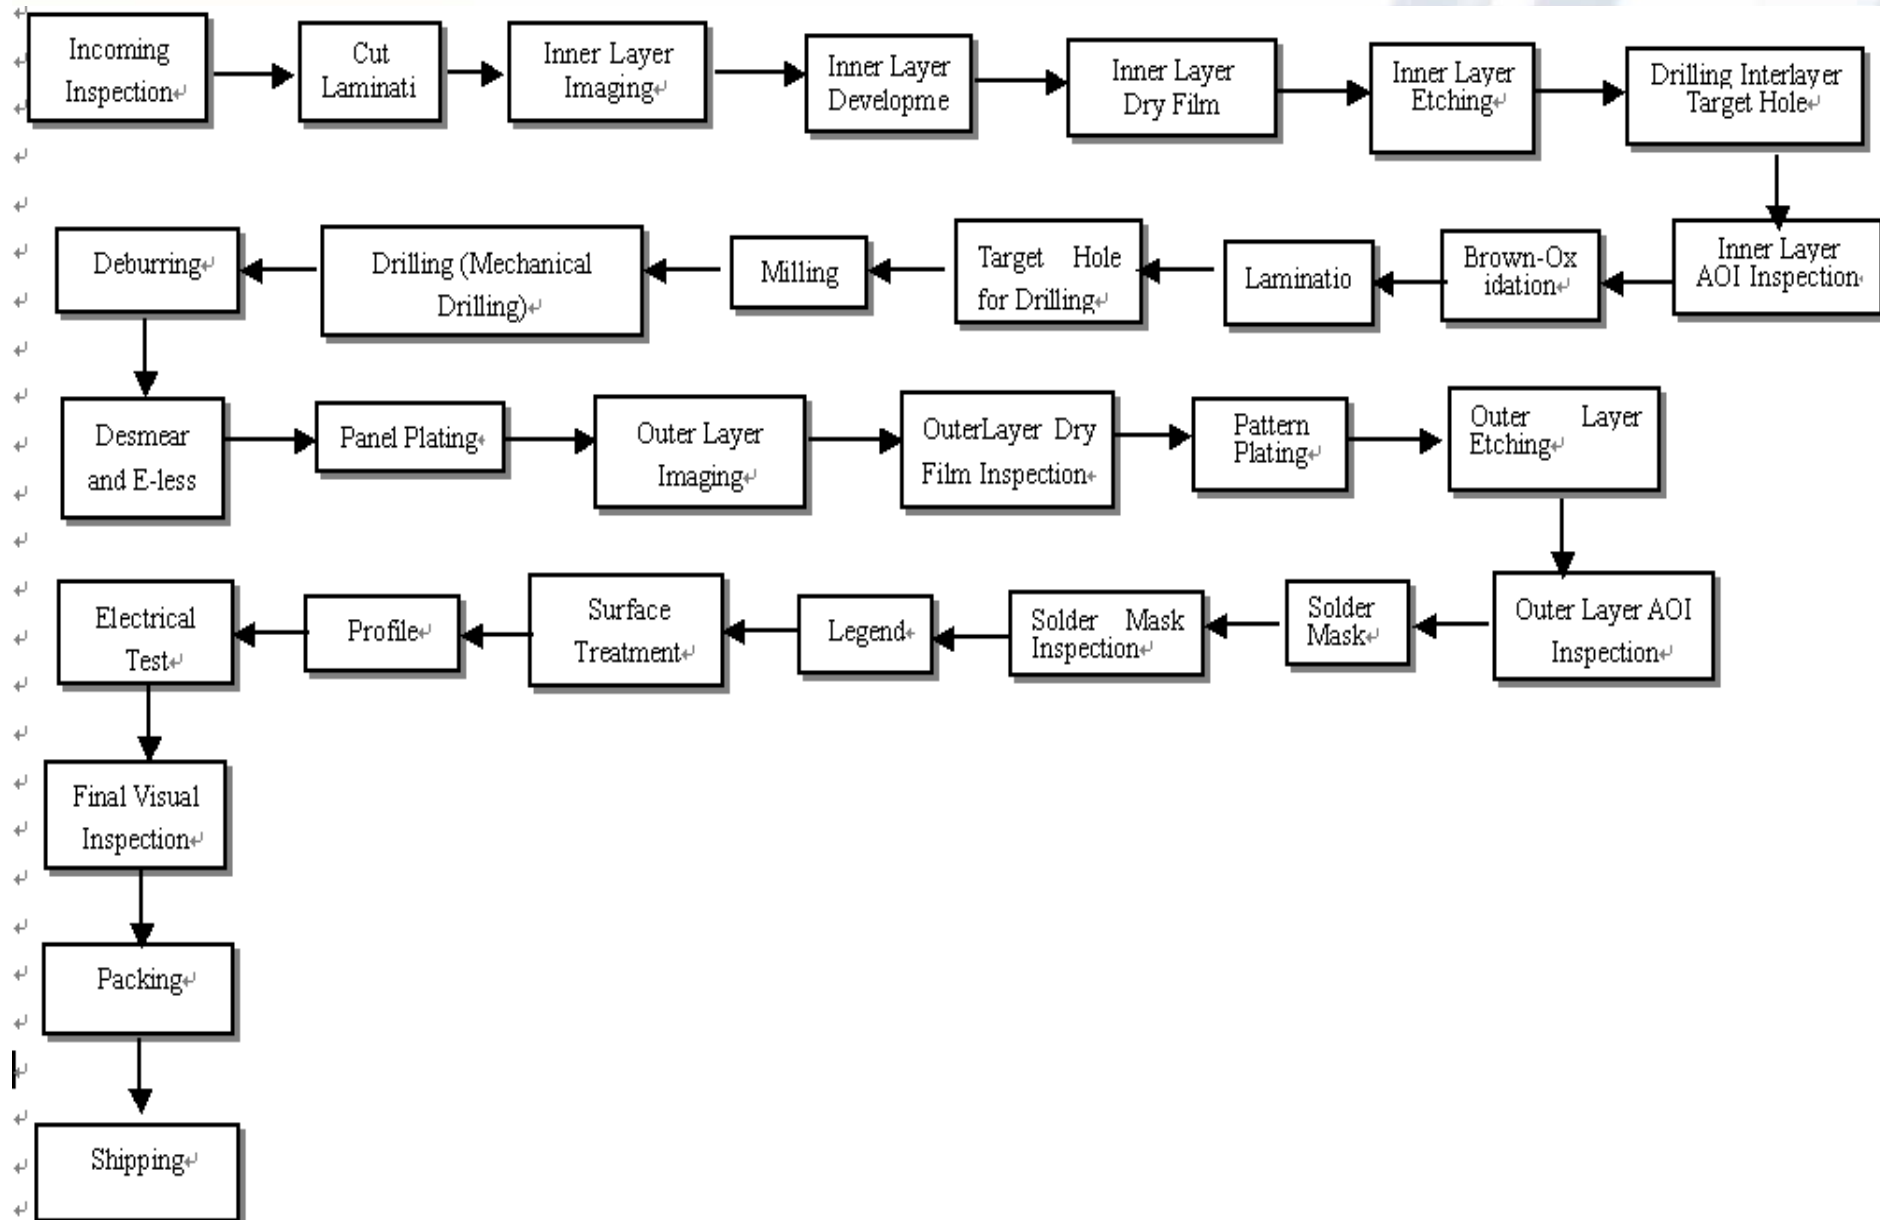 Incoming
Inspection
Cut
Laminati
Inner Layer
Imaging
Inner Layer
Developme
Inner Layer
Dry Film
Inner Layer
Etching
Drilling Interlayer
Target Hole
Inner Layer
AOI Inspection
Brown-Ox
idation
Laminatio
Target Hole
for Drilling
Milling
Drilling (Mechanical
Drilling)
Deburring
Desmear
and E-less
Panel Plating
Outer Layer
Imaging
OuterLayer Dry
Film Inspection
Pattern
Plating
Outer Layer
Etching
Outer Layer AOI
Inspection
Solder
Mask
Solder Mask
Inspection
Legend
Surface
Treatment
Profile
Electrical
Test
Final Visual
Inspection
Packing
Shipping